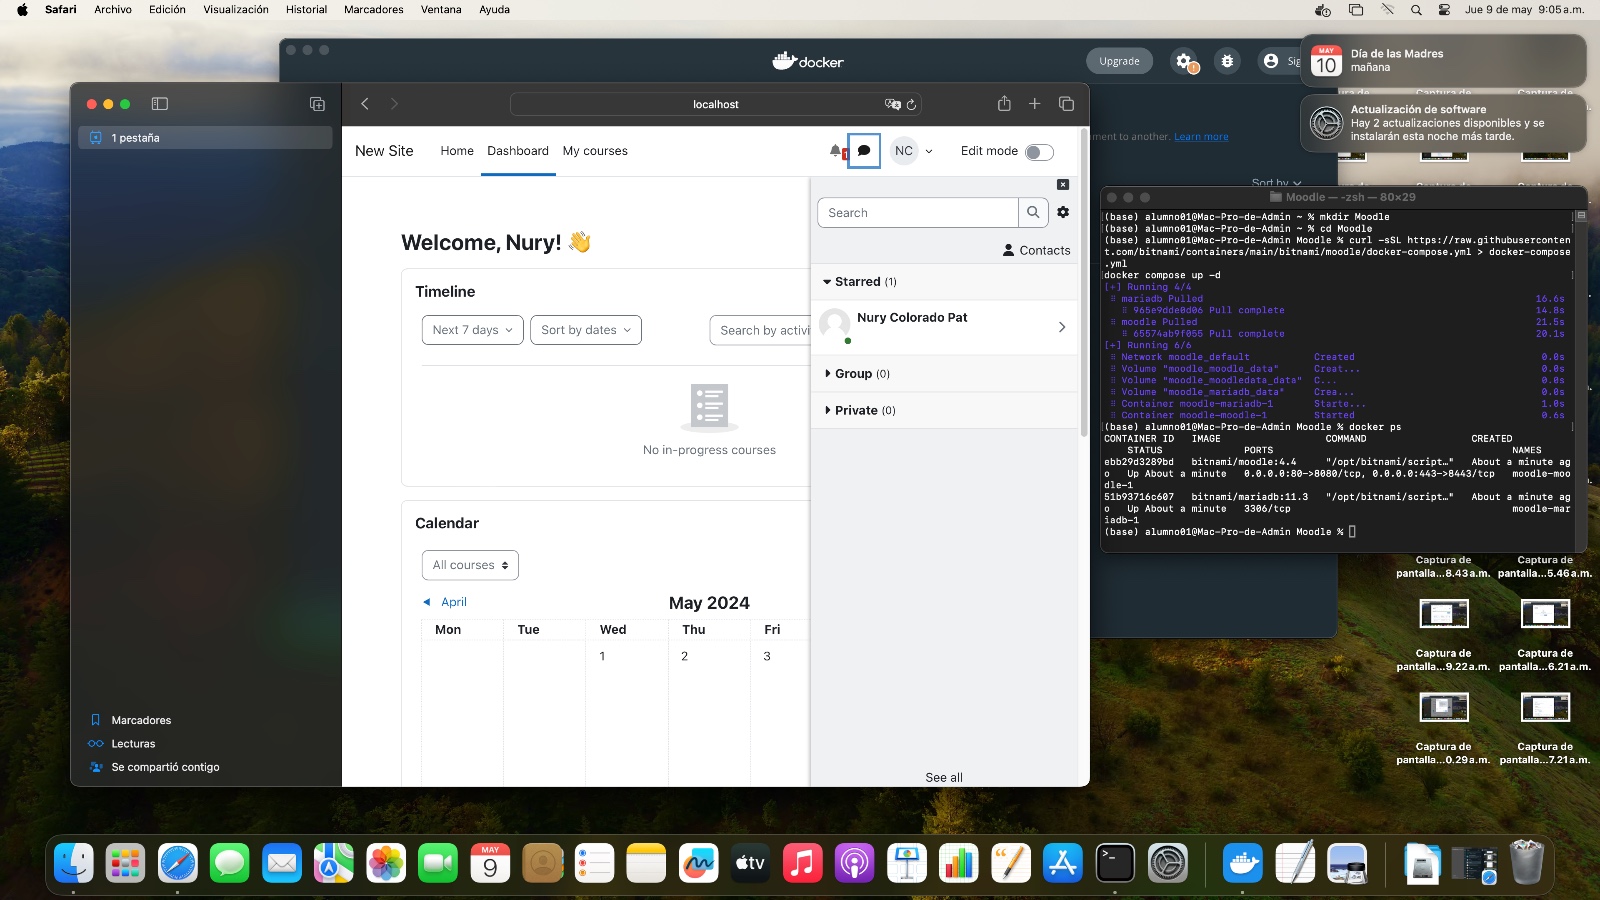 Safari Archivo Edición Visualización Historial Marcadores Ventana Ayuda
Jue 9 de may 9:05 a.m.
docker
Upgrade
Día de las Madres
mañana
MAY
10
Actualización de software
Hay 2 actualizaciones disponibles y se
instalarán esta noche más tarde.
Learn more
Sort by
1 pestaña
localhost
New Site
Home Dashboard My courses
NC
Edit mode
Welcome, Nury! 👋
Timeline
Next 7 days
Sort by dates
Search by activi
No in-progress courses
Calendar
All courses
April
May 2024
Mon Tue Wed Thu Fri
1 2 3
Search
Contacts
Starred (1)
Nury Colorado Pat
Group (0)
Private (0)
See all
Marcadores
Lecturas
Se compartió contigo
Moodle — -zsh — 80×29
(base) alumno01@Mac-Pro-de-Admin ~ % mkdir Moodle
(base) alumno01@Mac-Pro-de-Admin ~ % cd Moodle
(base) alumno01@Mac-Pro-de-Admin Moodle % curl -sSL https://raw.githubuserconten
t.com/bitnami/containers/main/bitnami/moodle/docker-compose.yml > docker-compose
.yml
docker compose up -d
[+] Running 4/4
mariadb Pulled 16.6s
965e9dde0d06 Pull complete 14.8s
moodle Pulled 21.5s
65574ab9f055 Pull complete 20.1s
[+] Running 6/6
Network moodle_default Created 0.0s
Volume "moodle_moodle_data" Creat... 0.0s
Volume "moodle_moodledata_data" C... 0.0s
Volume "moodle_mariadb_data" Crea... 0.0s
Container moodle-mariadb-1 Starte... 1.0s
Container moodle-moodle-1 Started 0.6s
(base) alumno01@Mac-Pro-de-Admin Moodle % docker ps
CONTAINER ID IMAGE COMMAND CREATED
STATUS PORTS NAMES
ebb29d3289bd bitnami/moodle:4.4 "/opt/bitnami/script…" About a minute ag
o Up About a minute 0.0.0.0:80->8080/tcp, 0.0.0.0:443->8443/tcp moodle-moo
dle-1
51b93716c607 bitnami/mariadb:11.3 "/opt/bitnami/script…" About a minute ag
o Up About a minute 3306/tcp moodle-mar
iadb-1
(base) alumno01@Mac-Pro-de-Admin Moodle %
Captura de
pantalla...8.43 a.m.
Captura de
pantalla...5.46 a.m.
Captura de
pantalla...9.22 a.m.
Captura de
pantalla...6.21 a.m.
Captura de
pantalla...0.29 a.m.
Captura de
pantalla...7.21 a.m.
MAY
9
tv